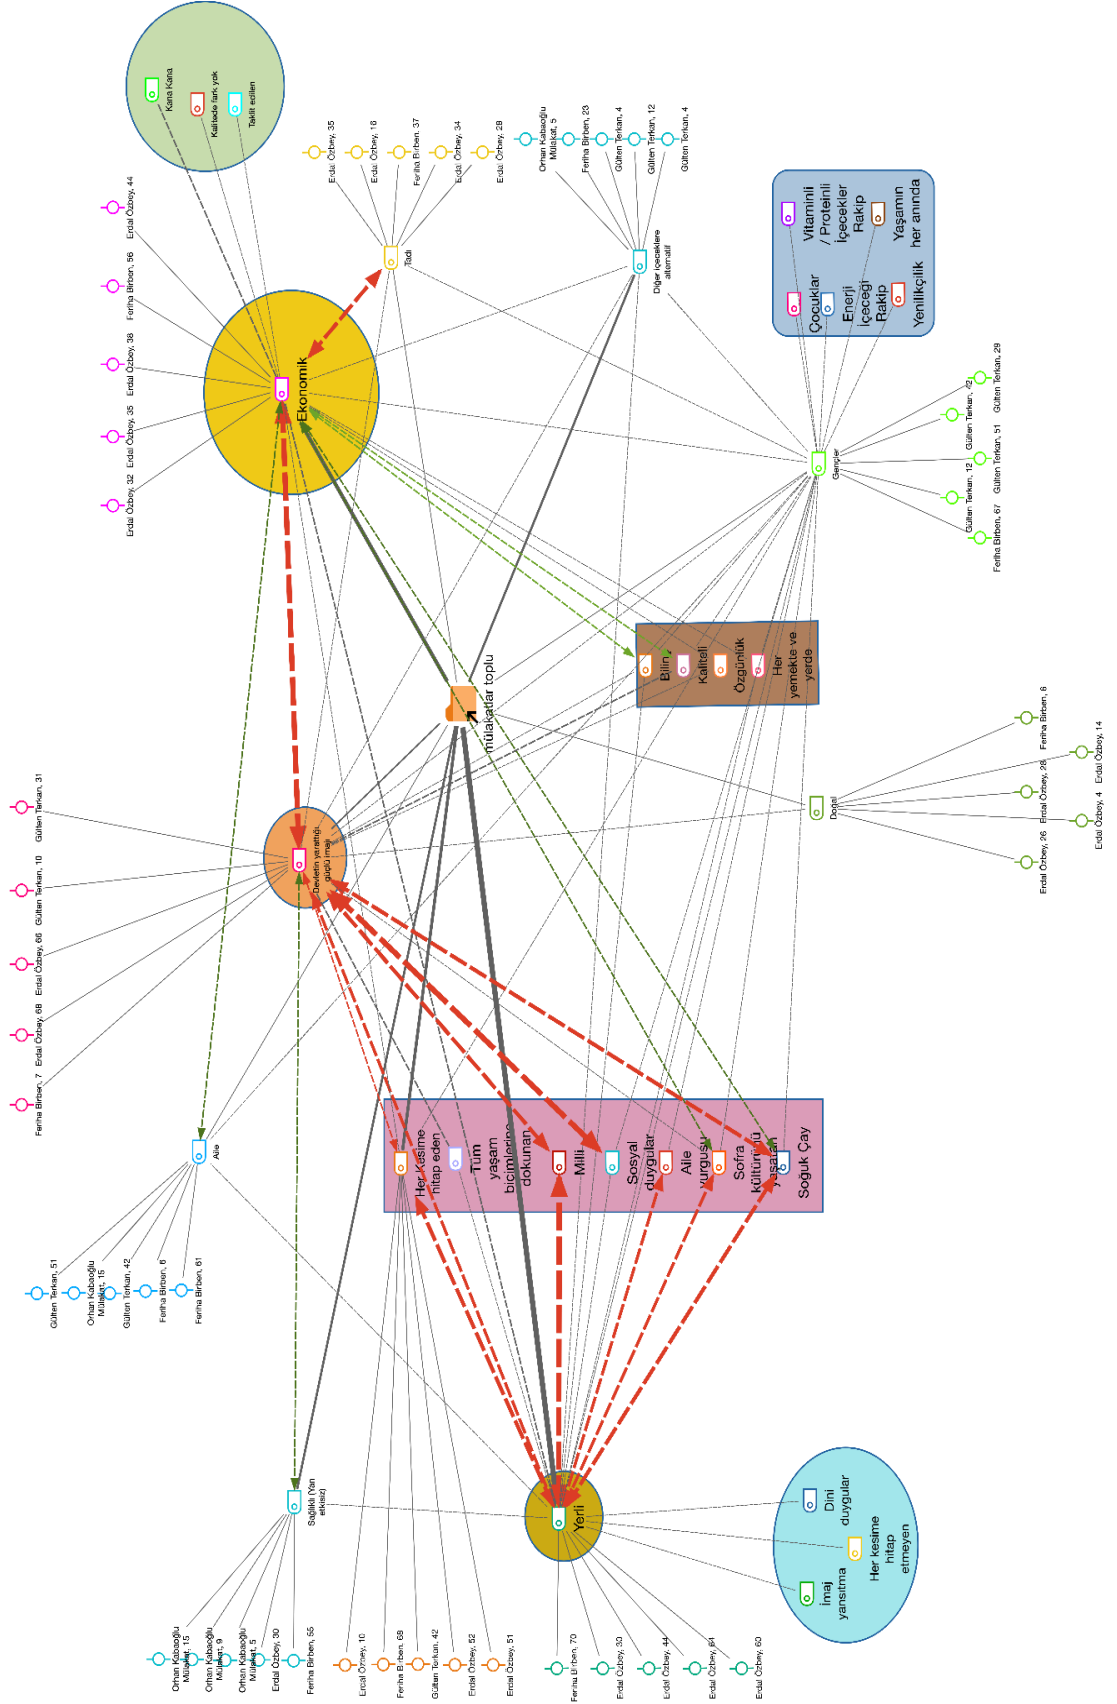 Gülten Terkan, 51
Orhan Kabaoğlu
Mülakat, 15
Gülten Terkan, 42
Feriha Birben, 6
Feriha Birben, 61
Aile
Feriha Birben, 7
Erdal Özbey, 68
Erdal Özbey, 66
Gülten Terkan, 10
Gülten Terkan, 31
Devletin yarattığı
güçlü imajı
Erdal Özbey, 32
Erdal Özbey, 35
Erdal Özbey, 38
Feriha Birben, 56
Erdal Özbey, 44
Ekonomik
Kana Kana
Kalitede fark yok
Taklit edilen
Orhan Kabaoğlu
Mülakat, 15
Orhan Kabaoğlu
Mülakat, 9
Orhan Kabaoğlu
Mülakat, 5
Erdal Özbey, 30
Feriha Birben, 55
Sağlıklı (Yan
etkisiz)
Erdal Özbey, 35
Erdal Özbey, 16
Feriha Birben, 37
Erdal Özbey, 34
Erdal Özbey, 29
Tadı
Erdal Özbey, 10
Feriha Birben, 68
Gülten Terkan, 42
Erdal Özbey, 52
Erdal Özbey, 51
Her Kesime
hitap eden
Tüm
yaşam
biçimlerine
dokunan
Milli
Sosyal
duygular
Aile
vurgusu
Sofra
kültürünü
yaşatan
Soğuk Çay
mülakatlar toplu
Orhan Kabaoğlu
Mülakat, 5
Feriha Birben, 23
Gülten Terkan, 4
Gülten Terkan, 12
Gülten Terkan, 4
Diğer içeceklere
alternatif
Feriha Birben, 70
Erdal Özbey, 30
Erdal Özbey, 44
Erdal Özbey, 64
Erdal Özbey, 60
Yerli
Bilinir
Kaliteli
Özgünlük
Her
yemekte ve
yerde
İmaj
yansıtma
Her kesime
hitap
etmeyen
Dini
duygular
Doğal
Erdal Özbey, 26
Erdal Özbey, 4
Erdal Özbey, 28
Erdal Özbey, 14
Feriha Birben, 6
Gençler
Feriha Birben, 67
Gülten Terkan, 12
Gülten Terkan, 51
Gülten Terkan, 42
Gülten Terkan, 29
Çocuklar
Enerji
İçeceği
Rakip
Yenilikçilik
Vitaminli
/ Proteinli
İçecekler
Rakip
Yaşamın
her anında